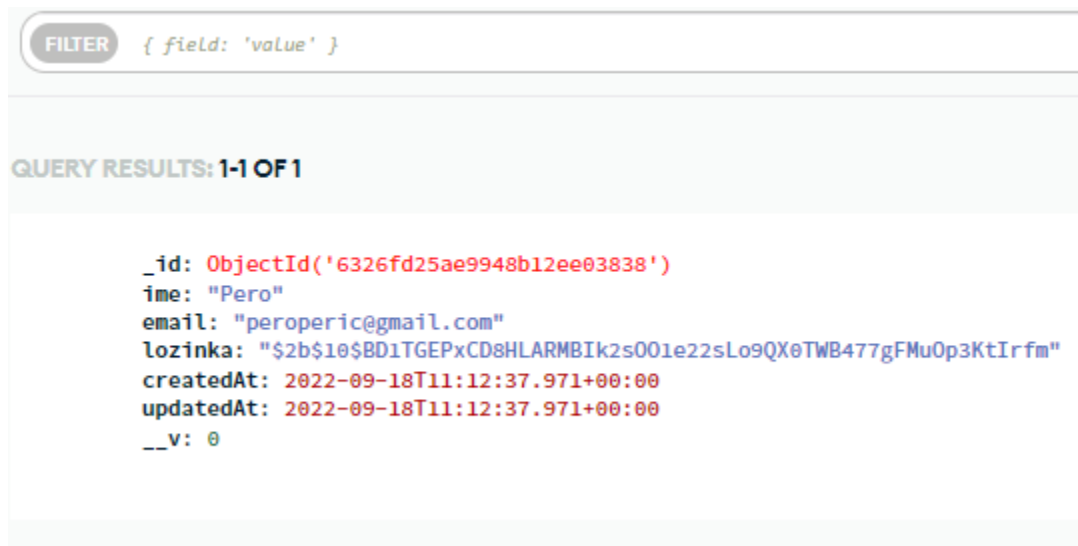 FILTER { field: 'value' }
QUERY RESULTS: 1-1 OF 1
_id: ObjectId('6326fd25ae9948b12ee03838')
ime: "Pero"
email: "peroperic@gmail.com"
lozinka: "$2b$10$BD1TGEPxCD8HLARMBIk2sOO1e22sLo9QX0TWB477gFMuOp3KtIrfm"
createdAt: 2022-09-18T11:12:37.971+00:00
updatedAt: 2022-09-18T11:12:37.971+00:00
__v: 0